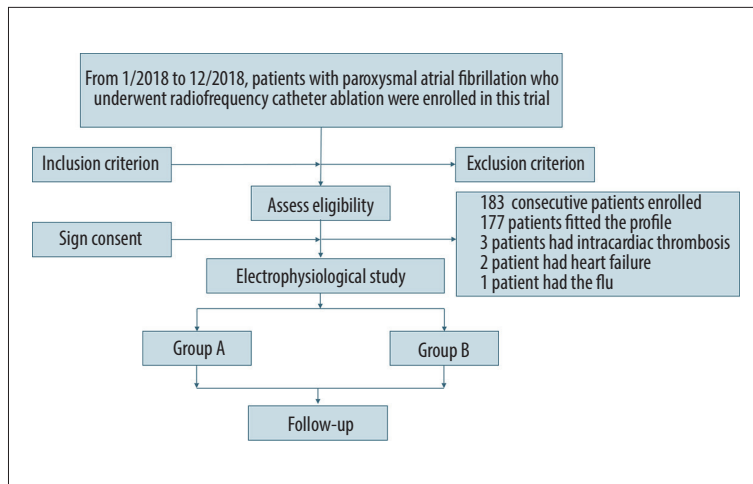 From 1/2018 to 12/2018, patients with paroxysmal atrial fibrillation who
underwent radiofrequency catheter ablation were enrolled in this trial
Inclusion criterion
Exclusion criterion
Assess eligibility
Sign consent
183 consecutive patients enrolled
177 patients fitted the profile
3 patients had intracardiac thrombosis
2 patient had heart failure
1 patient had the flu
Electrophysiological study
Group A
Group B
Follow-up